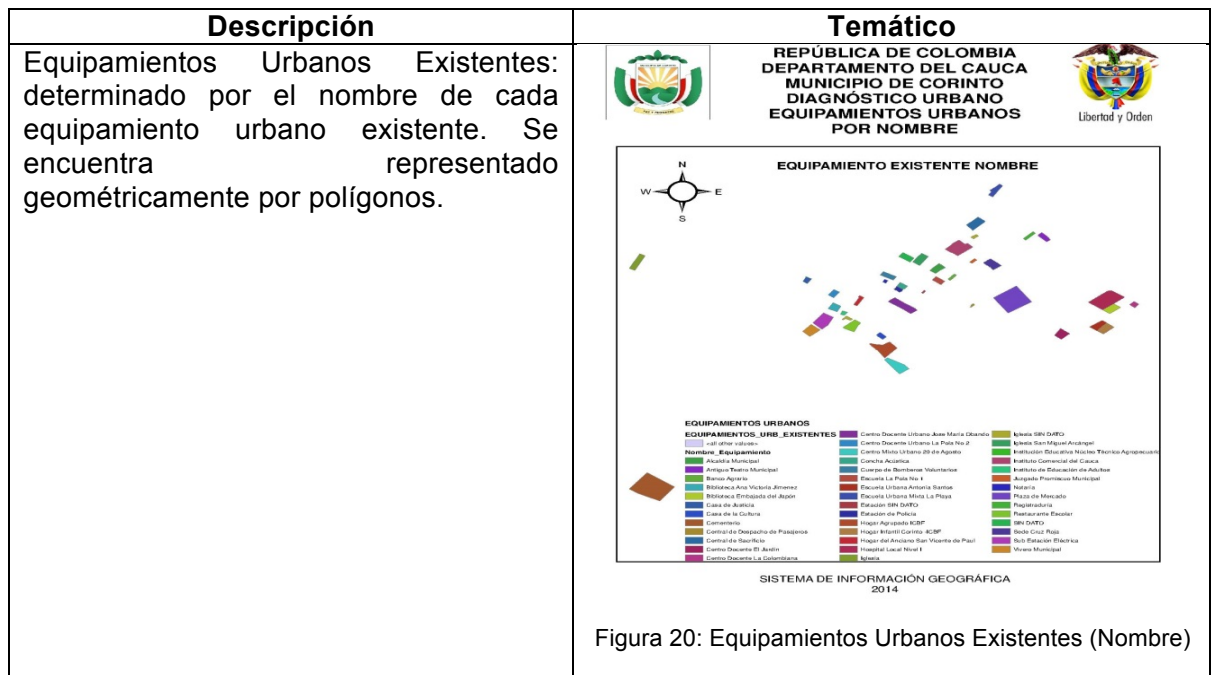 Descripción
Temático
Equipamientos Urbanos Existentes:
determinado por el nombre de cada
equipamiento urbano existente. Se
encuentra representado
geométricamente por polígonos.
REPÚBLICA DE COLOMBIA
DEPARTAMENTO DEL CAUCA
MUNICIPIO DE CORINTO
DIAGNÓSTICO URBANO
EQUIPAMIENTOS URBANOS
POR NOMBRE
Libertad y Orden
EQUIPAMIENTO EXISTENTE NOMBRE
N
W
E
S
EQUIPAMIENTOS URBANOS
EQUIPAMIENTOS_URB_EXISTENTES
<all other values>
Nombre_Equipamiento
Alcaldía Municipal
Antiguo Teatro Municipal
Banco Agrario
Biblioteca Ana Victoria Jimenez
Biblioteca Embajada del Japón
Casa de Justicia
Casa de la Cultura
Cementerio
Central de Despacho de Pasajeros
Central de Sacrificio
Centro Docente El Jardín
Centro Docente La Colombiana
Centro Docente Urbano Jose María Obando
Centro Docente Urbano La Pala No 2
Centro Mixto Urbano 20 de Agosto
Concha Acústica
Cuerpo de Bomberos Voluntarios
Escuela La Pala No 1
Escuela Urbana Antonia Santos
Escuela Urbana Mixta La Playa
Estación SIN DATO
Estación de Policía
Hogar Agrupado ICBF
Hogar Infantil Corinto -ICBF
Hogar del Anciano San Vicente de Paul
Hospital Local Nivel I
Iglesia
Iglesia SIN DATO
Iglesia San Miguel Arcángel
Institución Educativa Núcleo Técnico Agropecuario
Instituto Comercial del Cauca
Instituto de Educación de Adultos
Juzgado Promiscuo Municipal
Notaría
Plaza de Mercado
Registraduría
Restaurante Escolar
SIN DATO
Sede Cruz Roja
Sub Estación Eléctrica
Vivero Municipal
SISTEMA DE INFORMACIÓN GEOGRÁFICA
2014
Figura 20: Equipamientos Urbanos Existentes (Nombre)